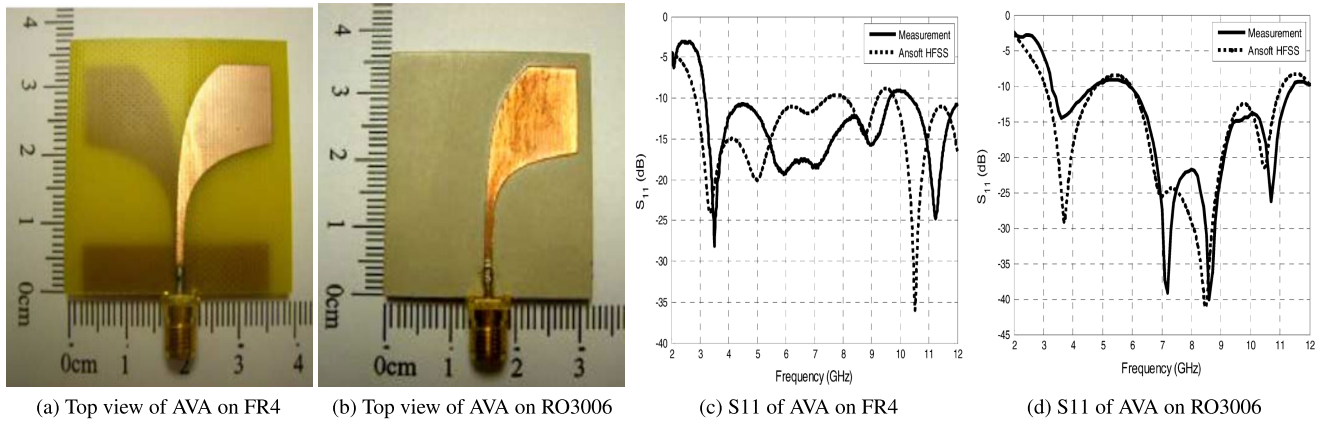 4
3
2
1
0cm
0cm
1
2
3
4
(a) Top view of AVA on FR4
4
3
2
1
0cm
0cm
1
2
3
(b) Top view of AVA on RO3006
0
-5
-10
-15
-20
-25
-30
-35
-40
S11 (dB)
Measurement
Ansoft HFSS
2 3 4 5 6 7 8 9 10 11 12
Frequency (GHz)
(c) S11 of AVA on FR4
0
-5
-10
-15
-20
-25
-30
-35
-40
-45
S11 (dB)
Measurement
Ansoft HFSS
2 3 4 5 6 7 8 9 10 11 12
Frequency (GHz)
(d) S11 of AVA on RO3006